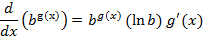 d/dx (b^{g(x)}) = b^{g(x)} (ln b) g′(x)